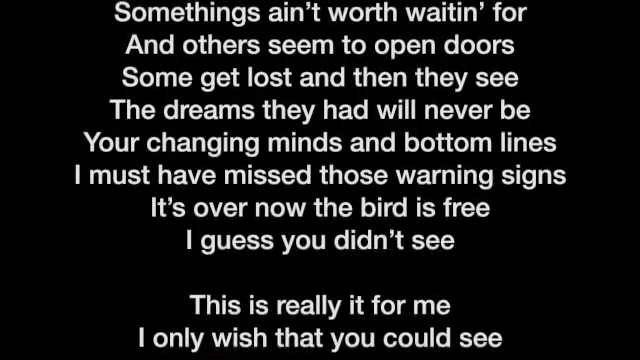 Somethings ain't worth waitin' for
And others seem to open doors
Some get lost and then they see
The dreams they had will never be
Your changing minds and bottom lines
I must have missed those warning signs
It's over now the bird is free
I guess you didn't see
This is really it for me
I only wish that you could see